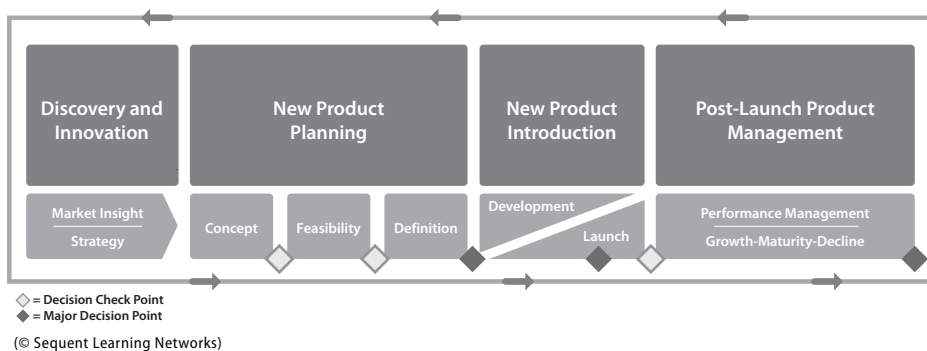 Discovery and
Innovation
New Product
Planning
New Product
Introduction
Post-Launch Product
Management
Market Insight
Strategy
Concept
Feasibility
Definition
Development
Launch
Performance Management
Growth-Maturity-Decline
= Decision Check Point
= Major Decision Point
(© Sequent Learning Networks)